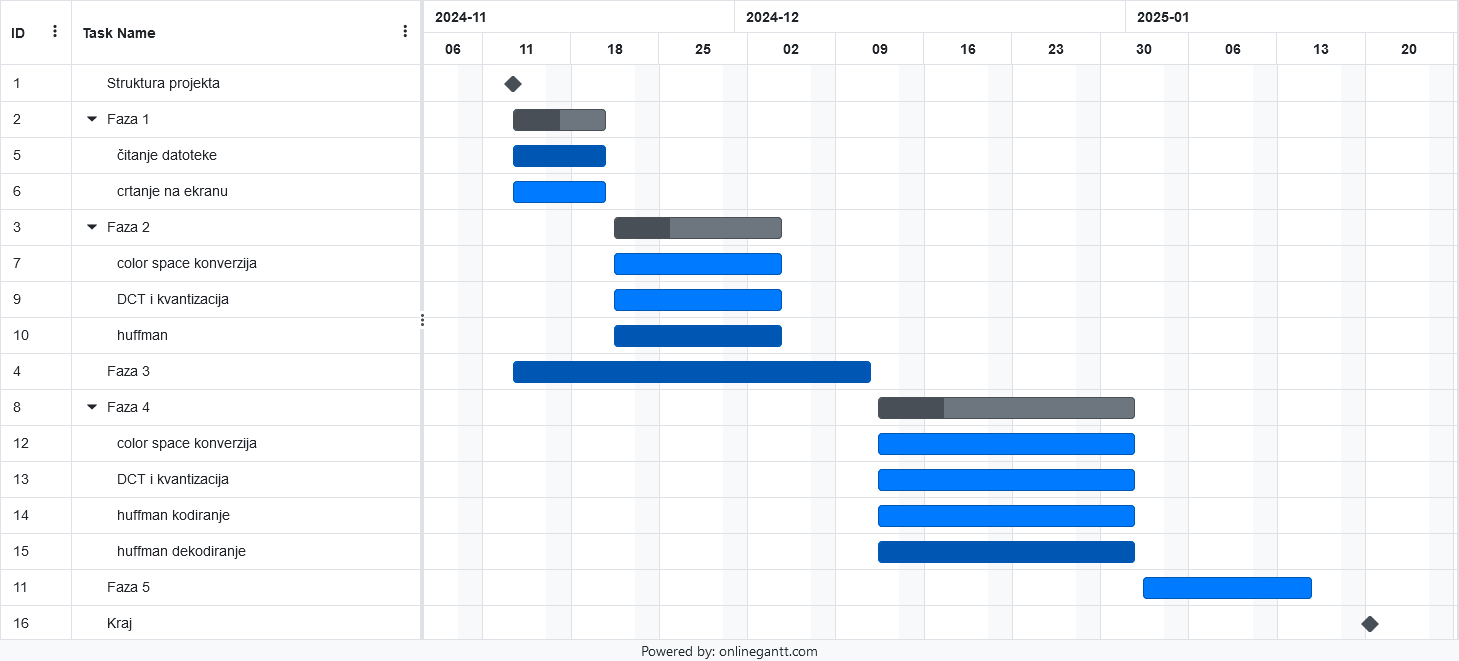 ID Task Name 2024-11 2024-12 2025-01
06 11 18 25 02 09 16 23 30 06 13 20
1 Struktura projekta
2 Faza 1
5 čitanje datoteke
6 crtanje na ekranu
3 Faza 2
7 color space konverzija
9 DCT i kvantizacija
10 huffman
4 Faza 3
8 Faza 4
12 color space konverzija
13 DCT i kvantizacija
14 huffman kodiranje
15 huffman dekodiranje
11 Faza 5
16 Kraj
Powered by: onlinegantt.com